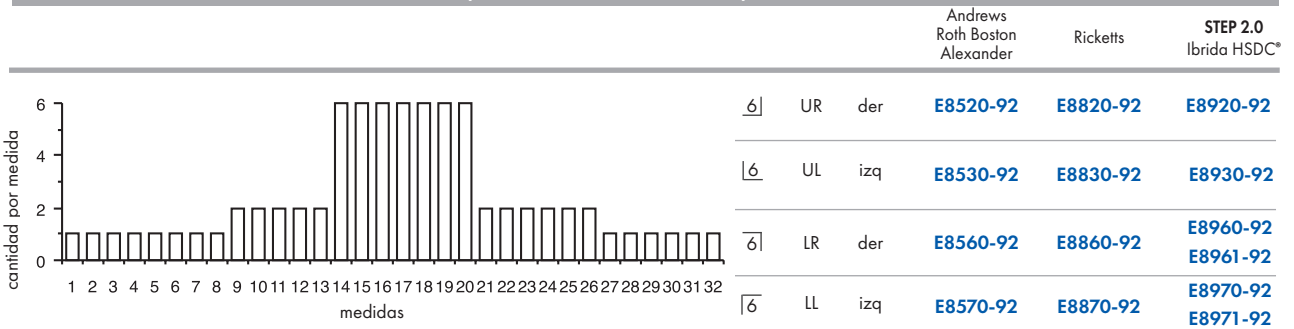 Andrews
Roth Boston
Alexander
Ricketts
STEP 2.0
Ibrida HSDC®
cantidad por medida
6
4
2
0
1 2 3 4 5 6 7 8 9 10 11 12 13 14 15 16 17 18 19 20 21 22 23 24 25 26 27 28 29 30 31 32
medidas
6 UR der E8520-92 E8820-92 E8920-92
6 UL izq E8530-92 E8830-92 E8930-92
6 LR der E8560-92 E8860-92 E8960-92
E8961-92
6 LL izq E8570-92 E8870-92 E8970-92
E8971-92